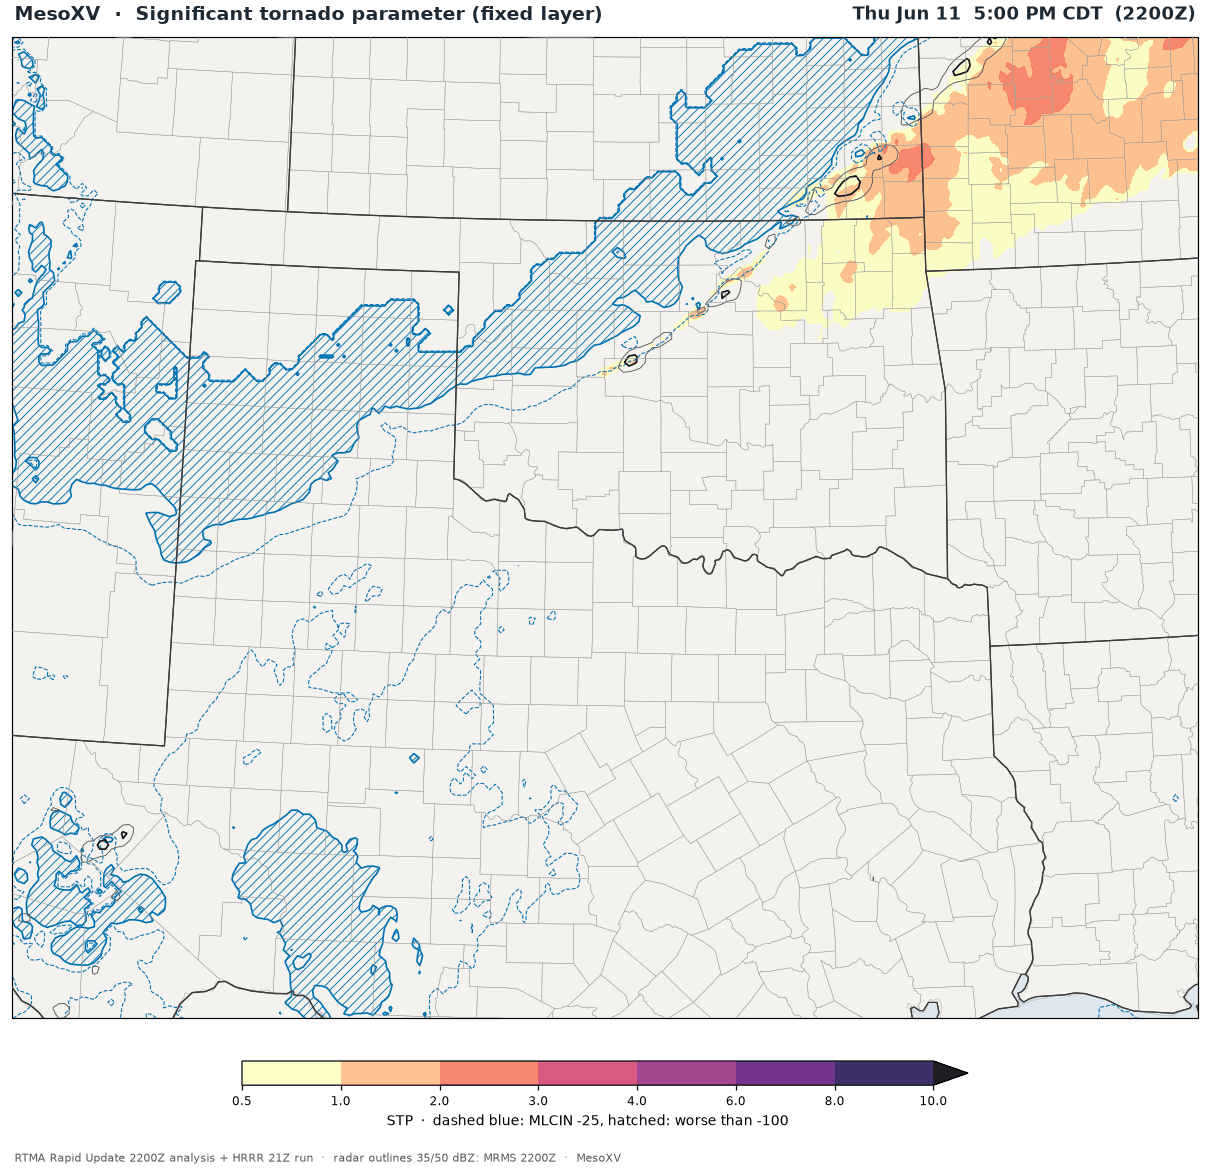 MesoXV · Significant tornado parameter (fixed layer)
Thu Jun 11 5:00 PM CDT (2200Z)
0.5 1.0 2.0 3.0 4.0 6.0 8.0 10.0
STP · dashed blue: MLCIN -25, hatched: worse than -100
RTMA Rapid Update 2200Z analysis + HRRR 21Z run · radar outlines 35/50 dBZ: MRMS 2200Z · MesoXV